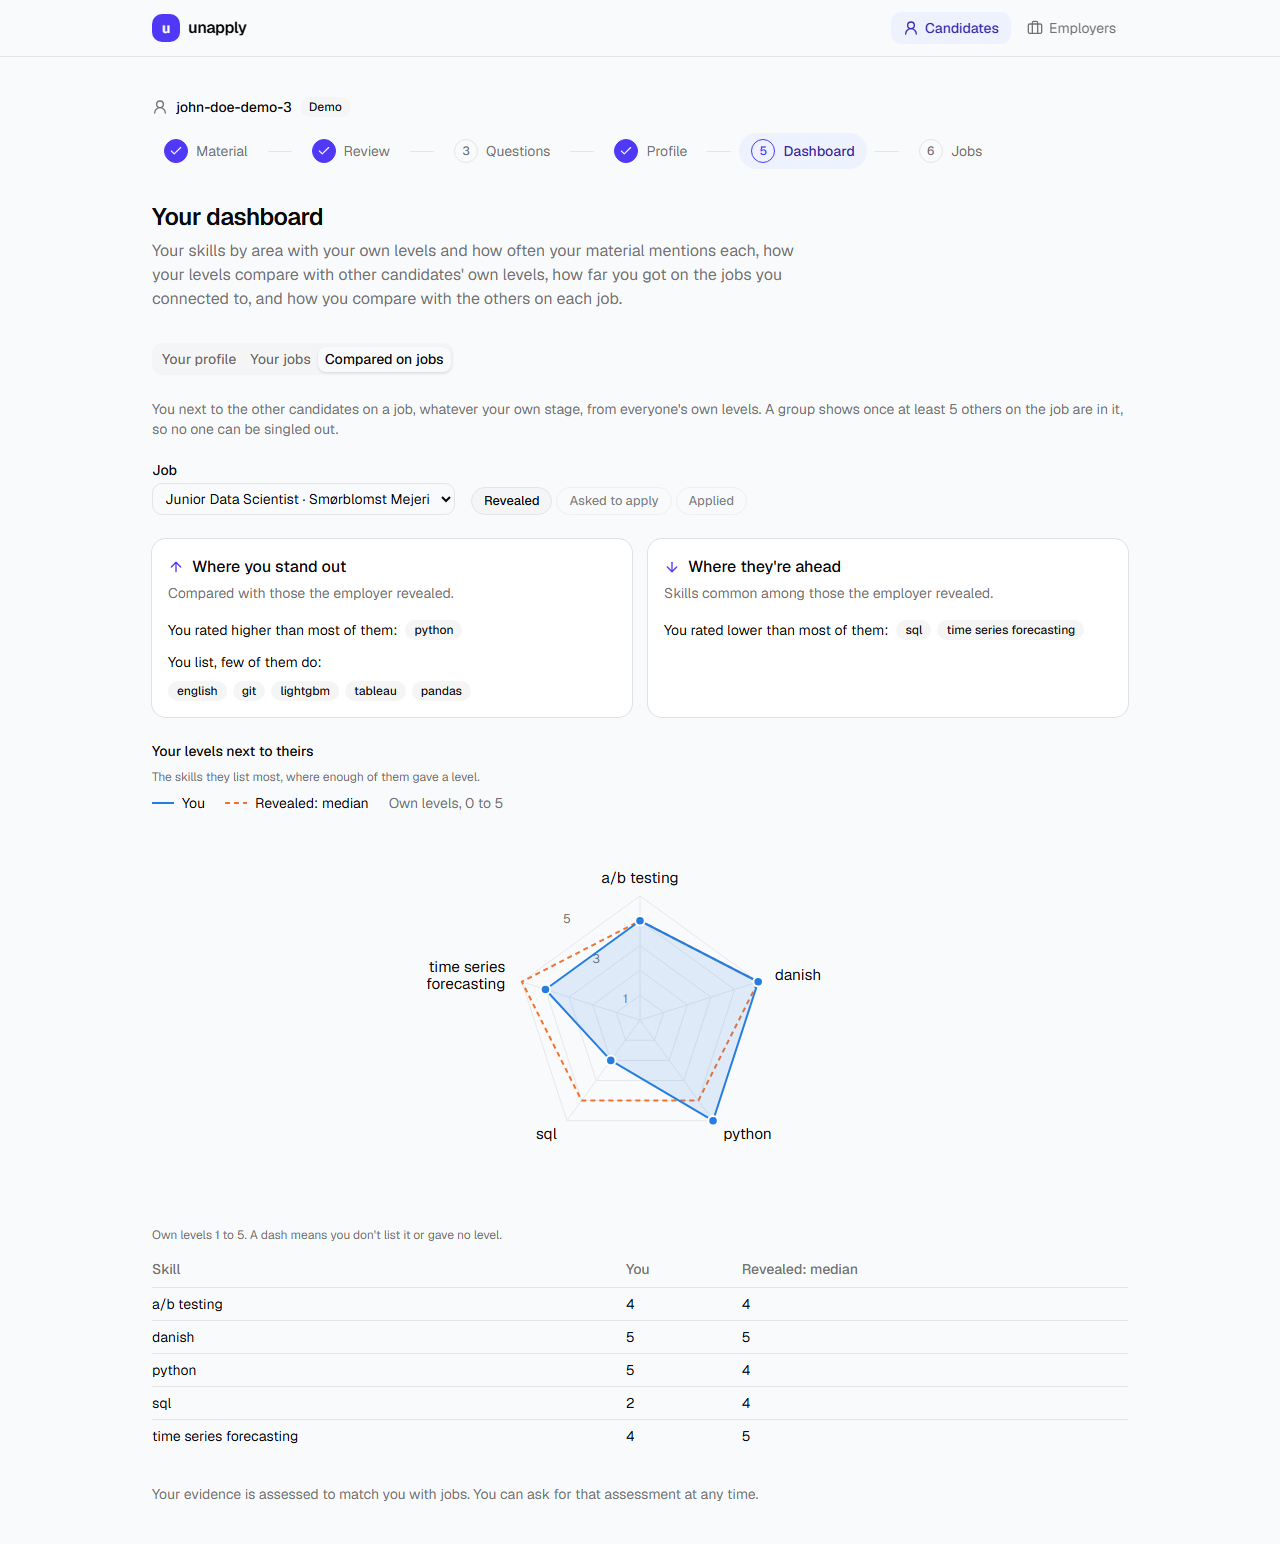 u unapply
Candidates
Employers
john-doe-demo-3 Demo
Material
Review
3 Questions
Profile
5 Dashboard
6 Jobs
Your dashboard
Your skills by area with your own levels and how often your material mentions each, how
your levels compare with other candidates' own levels, how far you got on the jobs you
connected to, and how you compare with the others on each job.
Your profile Your jobs Compared on jobs
You next to the other candidates on a job, whatever your own stage, from everyone's own levels. A group shows once at least 5 others on the job are in it,
so no one can be singled out.
Job
Junior Data Scientist · Smørblomst Mejeri
Revealed Asked to apply Applied
Where you stand out
Compared with those the employer revealed.
You rated higher than most of them: python
You list, few of them do:
english git lightgbm tableau pandas
Where they're ahead
Skills common among those the employer revealed.
You rated lower than most of them: sql time series forecasting
Your levels next to theirs
The skills they list most, where enough of them gave a level.
You Revealed: median Own levels, 0 to 5
a/b testing
5
3
1
time series
forecasting
danish
sql
python
Own levels 1 to 5. A dash means you don't list it or gave no level.
Skill You Revealed: median
a/b testing 4 4
danish 5 5
python 5 4
sql 2 4
time series forecasting 4 5
Your evidence is assessed to match you with jobs. You can ask for that assessment at any time.